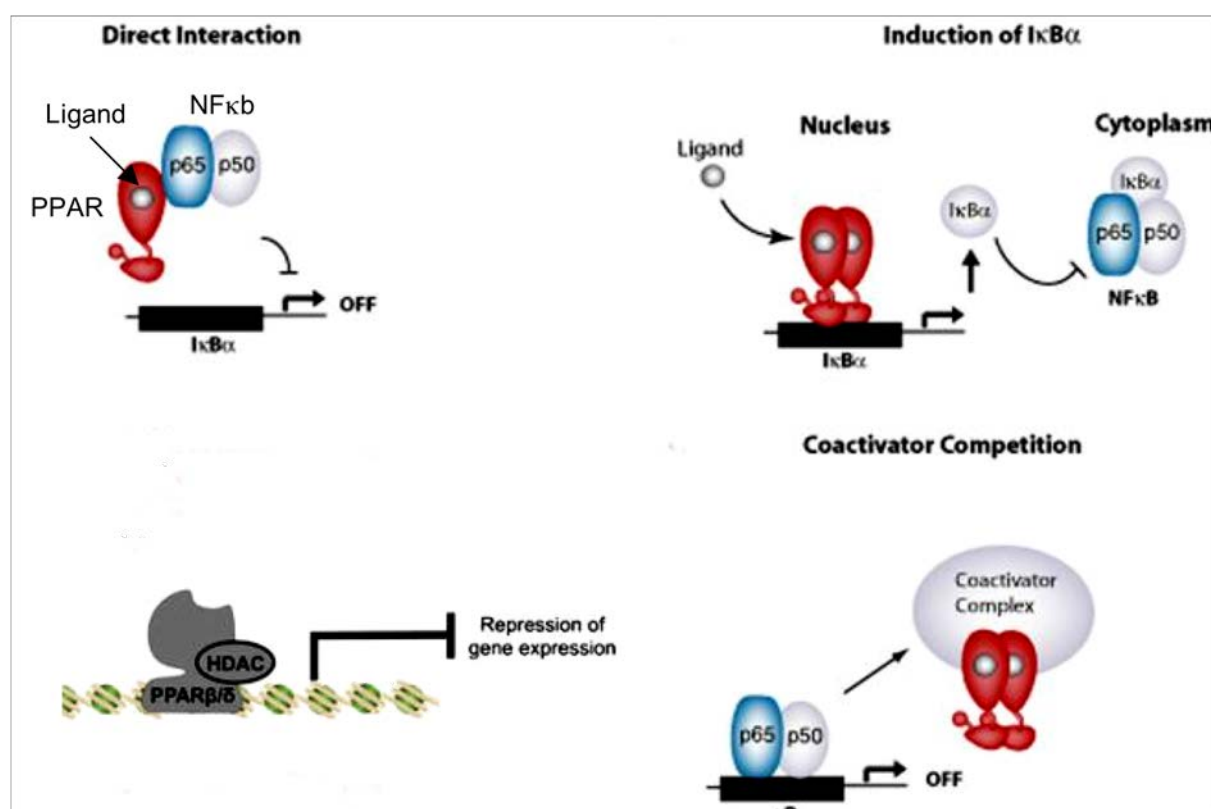 Direct Interaction
Ligand
NFκb
p65
p50
PPAR
OFF
IκBα
Induction of IκBα
Nucleus
Cytoplasm
Ligand
IκBα
IκBα
p65
p50
NFκB
IκBα
HDAC
PPARβ/δ
Repression of
gene expression
Coactivator Competition
Coactivator
Complex
p65
p50
OFF